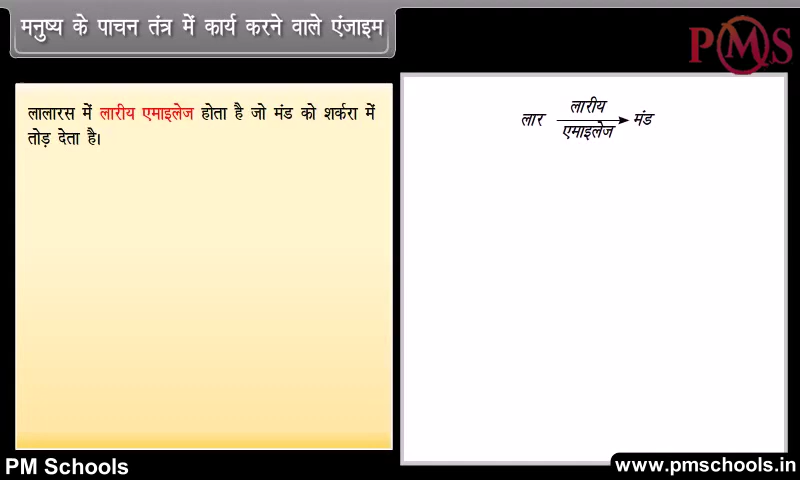 मनुष्य के पाचन तंत्र में कार्य करने वाले एंजाइम
PMS
लालारस में लारीय एमाइलेज होता है जो मंड को शर्करा में
तोड़ देता है।
लारीय
लार मंड
एमाइलेज
PM Schools
www.pmschools.in